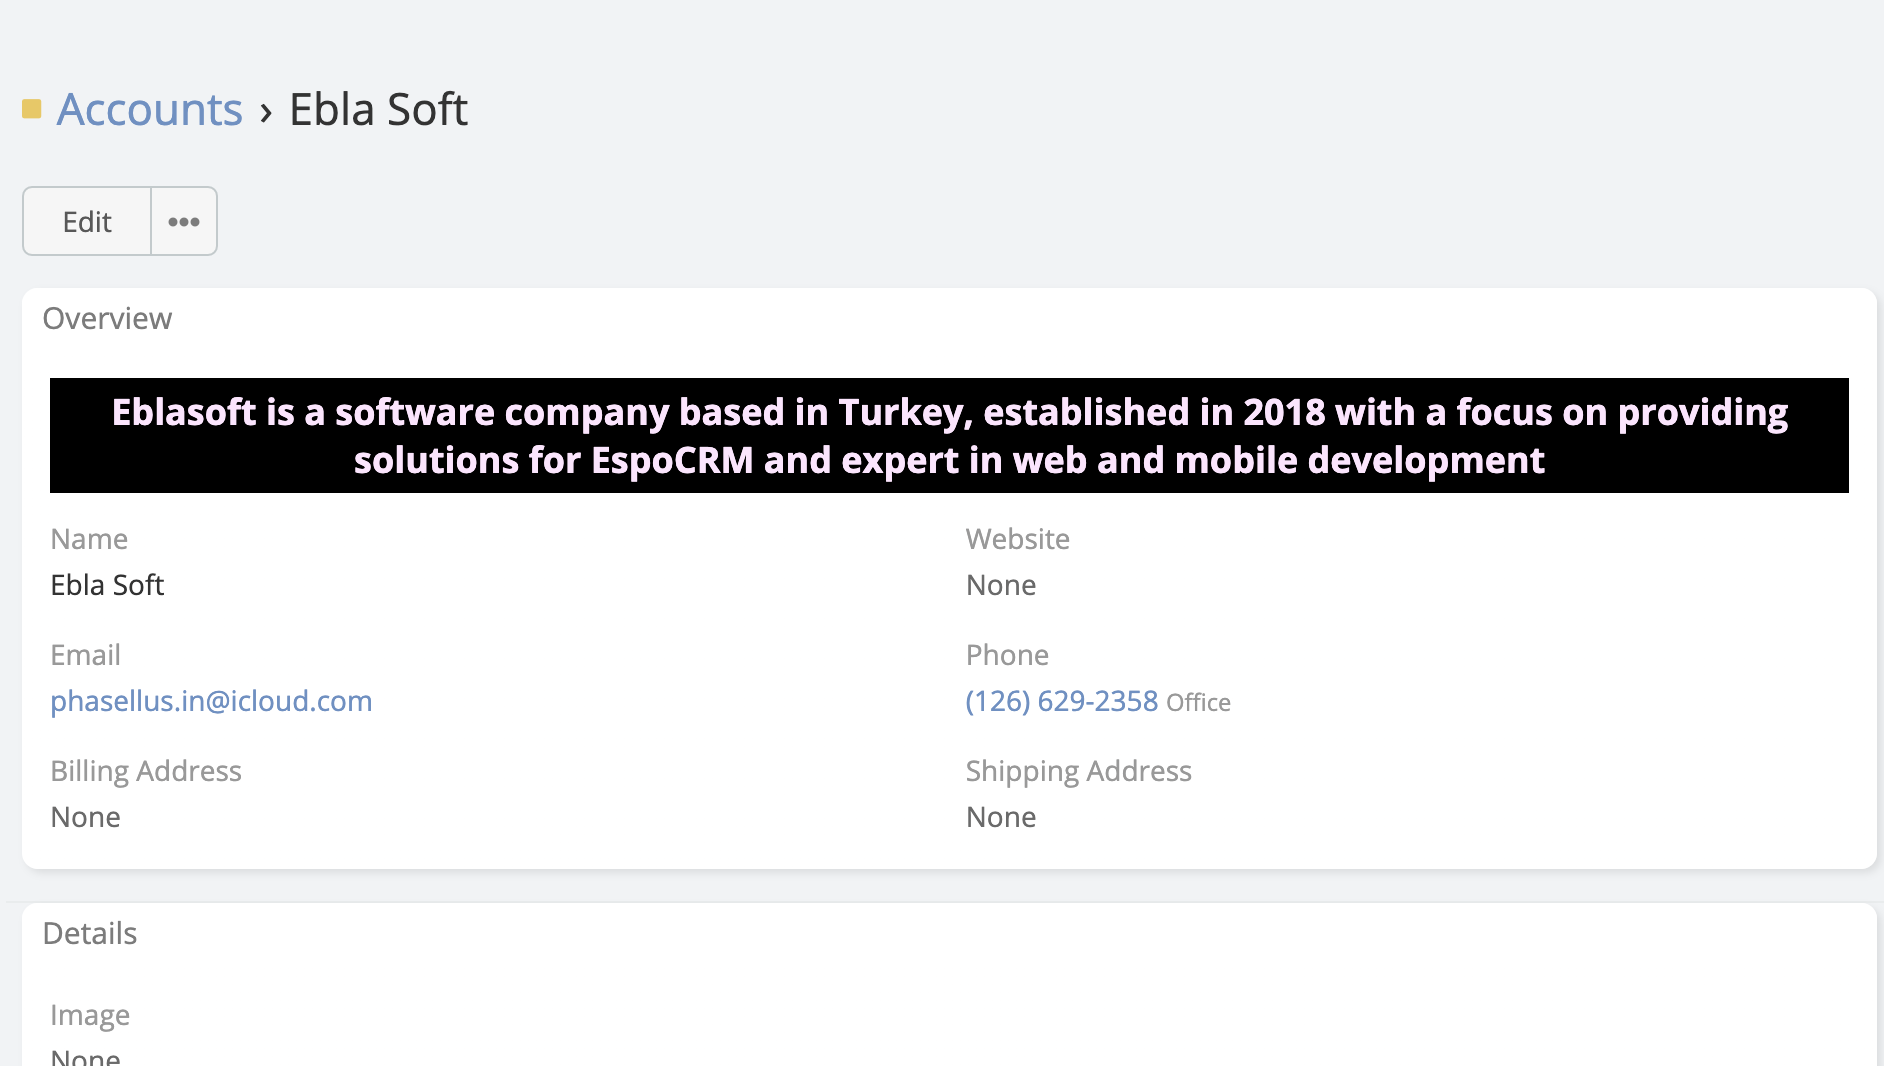 Accounts › Ebla Soft
Edit •••
Overview
Eblasoft is a software company based in Turkey, established in 2018 with a focus on providing
solutions for EspoCRM and expert in web and mobile development
Name
Ebla Soft
Website
None
Email
phasellus.in@icloud.com
Phone
(126) 629-2358 Office
Billing Address
None
Shipping Address
None
Details
Image
None